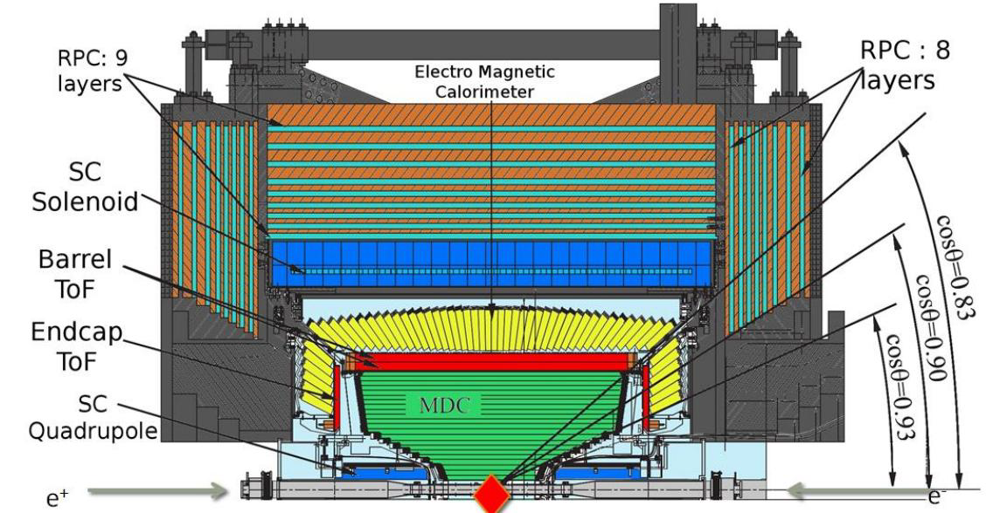 RPC: 9
layers
Electro Magnetic
Calorimeter
RPC : 8
layers
SC
Solenoid
Barrel
ToF
Endcap
ToF
SC
Quadrupole
MDC
cosθ=0.83
cosθ=0.90
cosθ=0.93
e⁺
e⁻